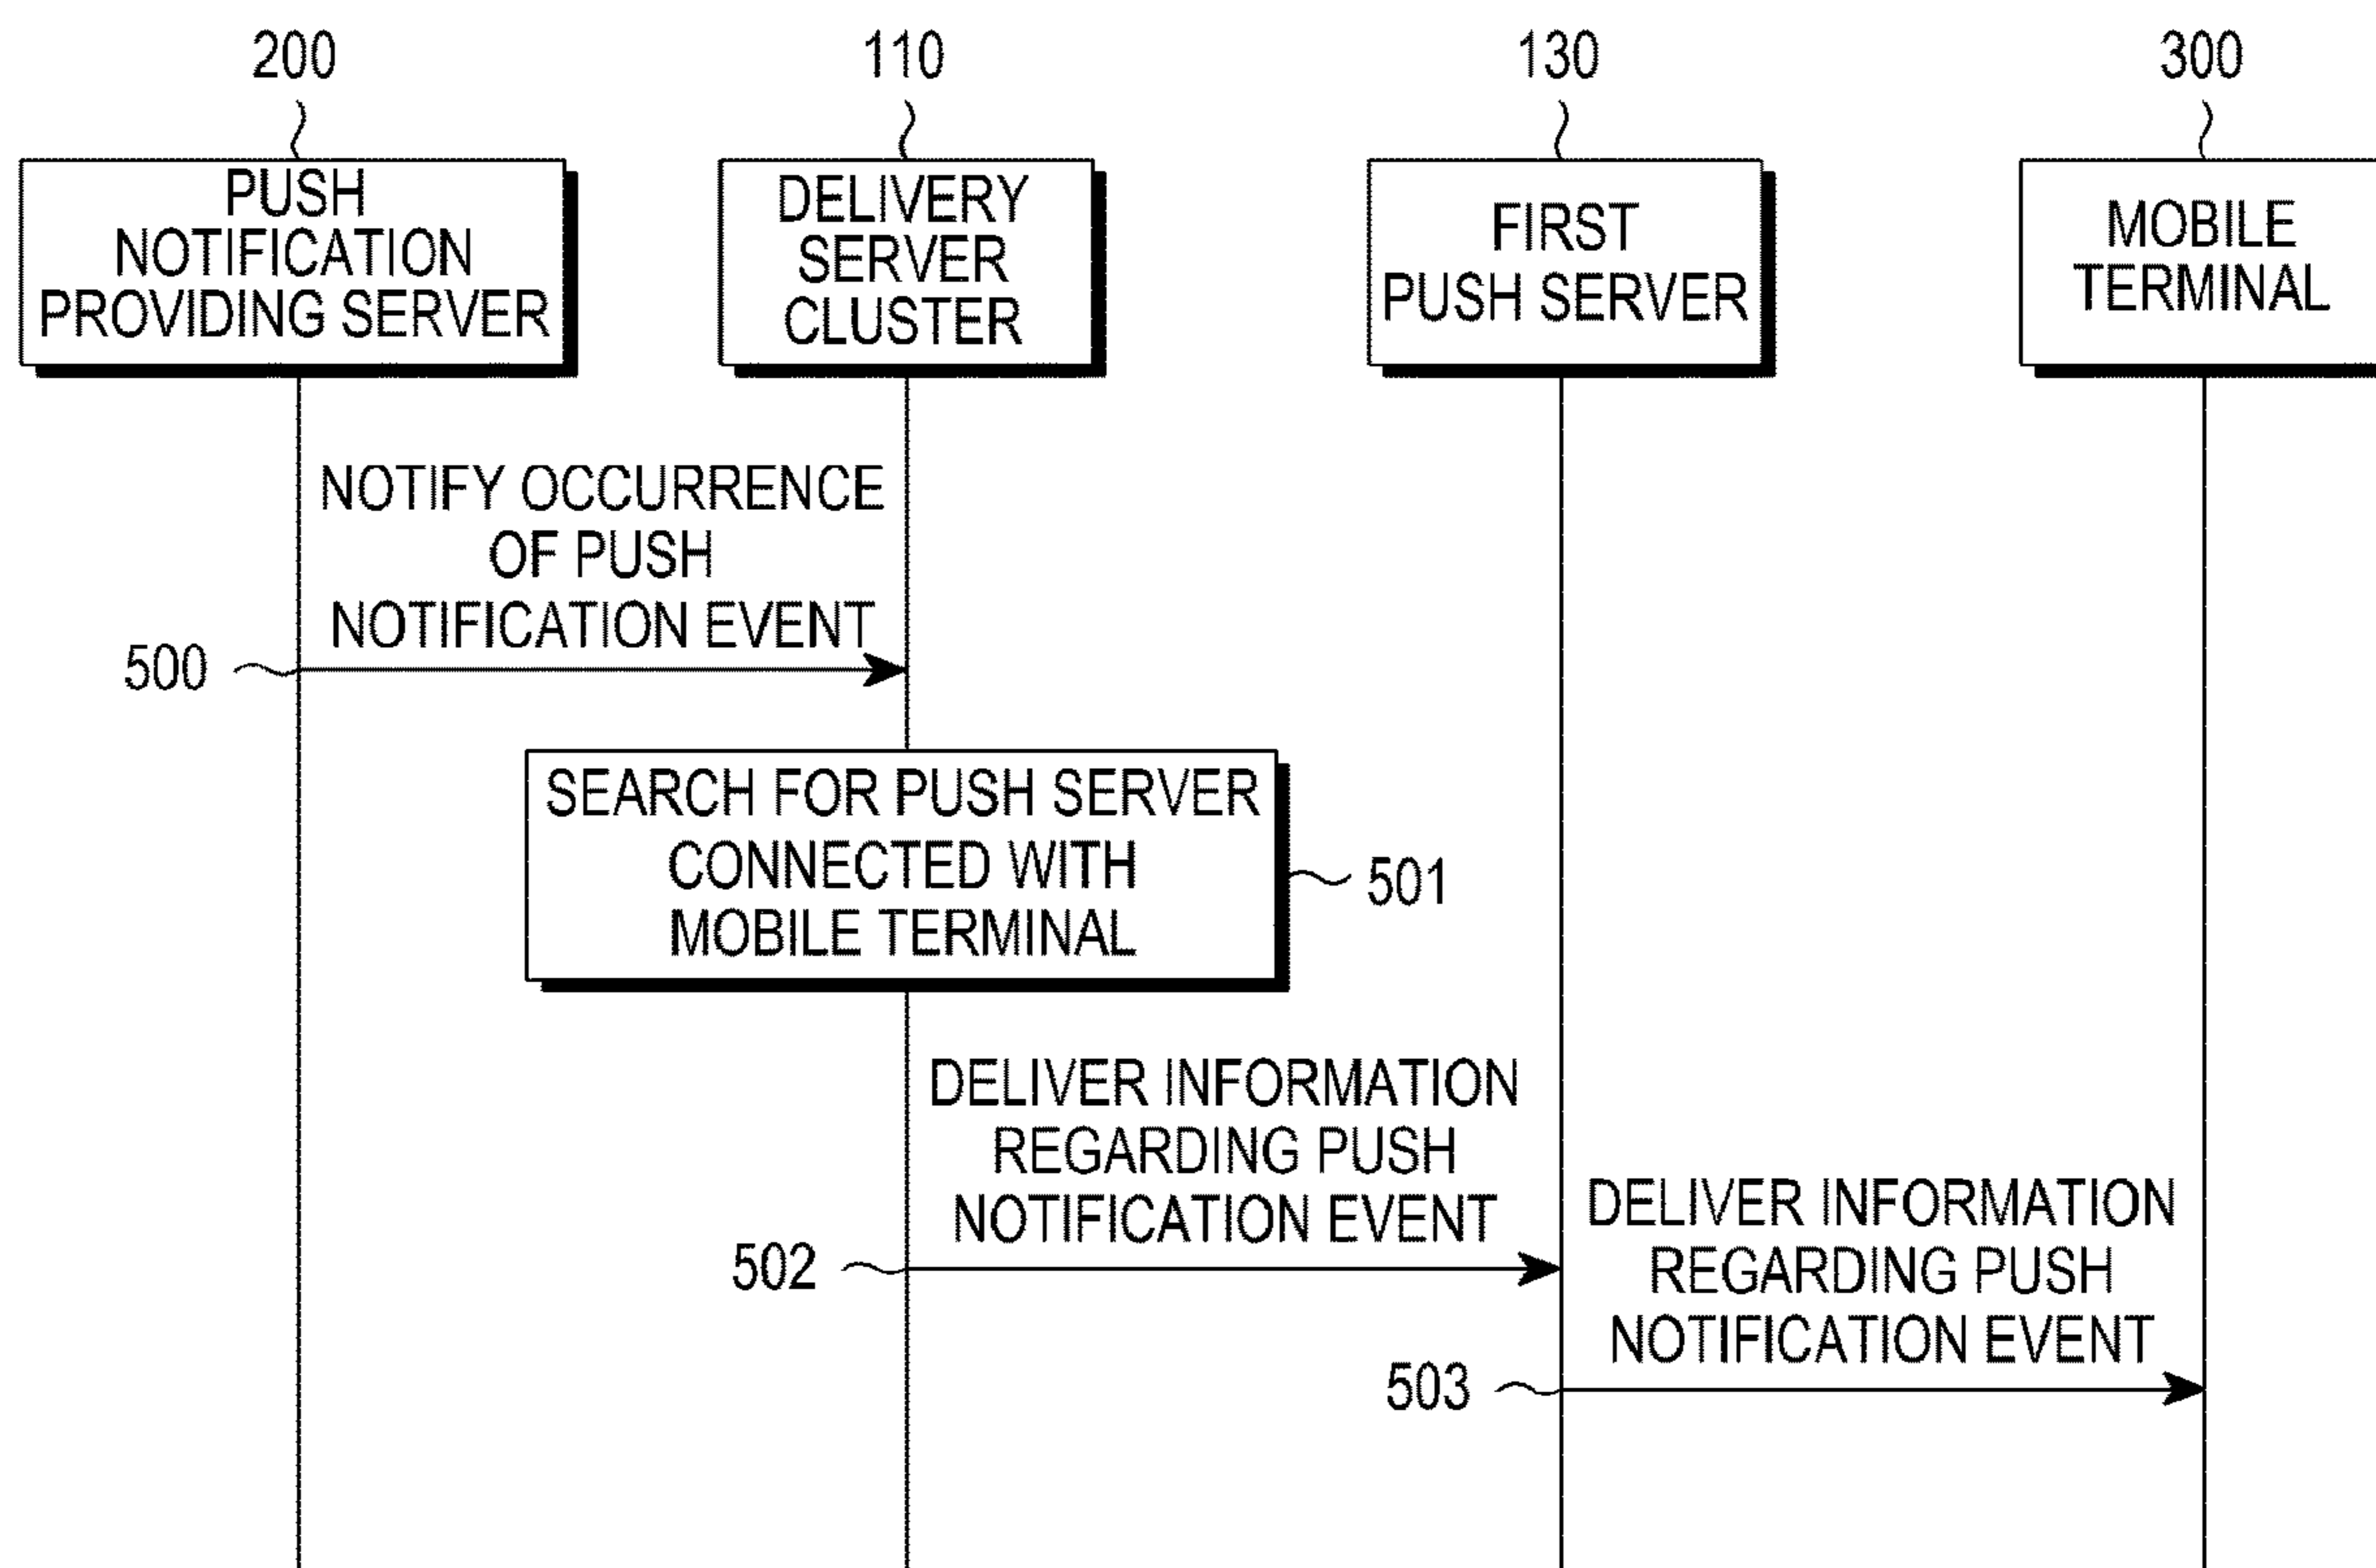 200
110
130
300
PUSH
NOTIFICATION
PROVIDING SERVER
DELIVERY
SERVER
CLUSTER
FIRST
PUSH SERVER
MOBILE
TERMINAL
NOTIFY OCCURRENCE
OF PUSH
NOTIFICATION EVENT
500
SEARCH FOR PUSH SERVER
CONNECTED WITH
MOBILE TERMINAL
501
DELIVER INFORMATION
REGARDING PUSH
NOTIFICATION EVENT
502
DELIVER INFORMATION
REGARDING PUSH
NOTIFICATION EVENT
503